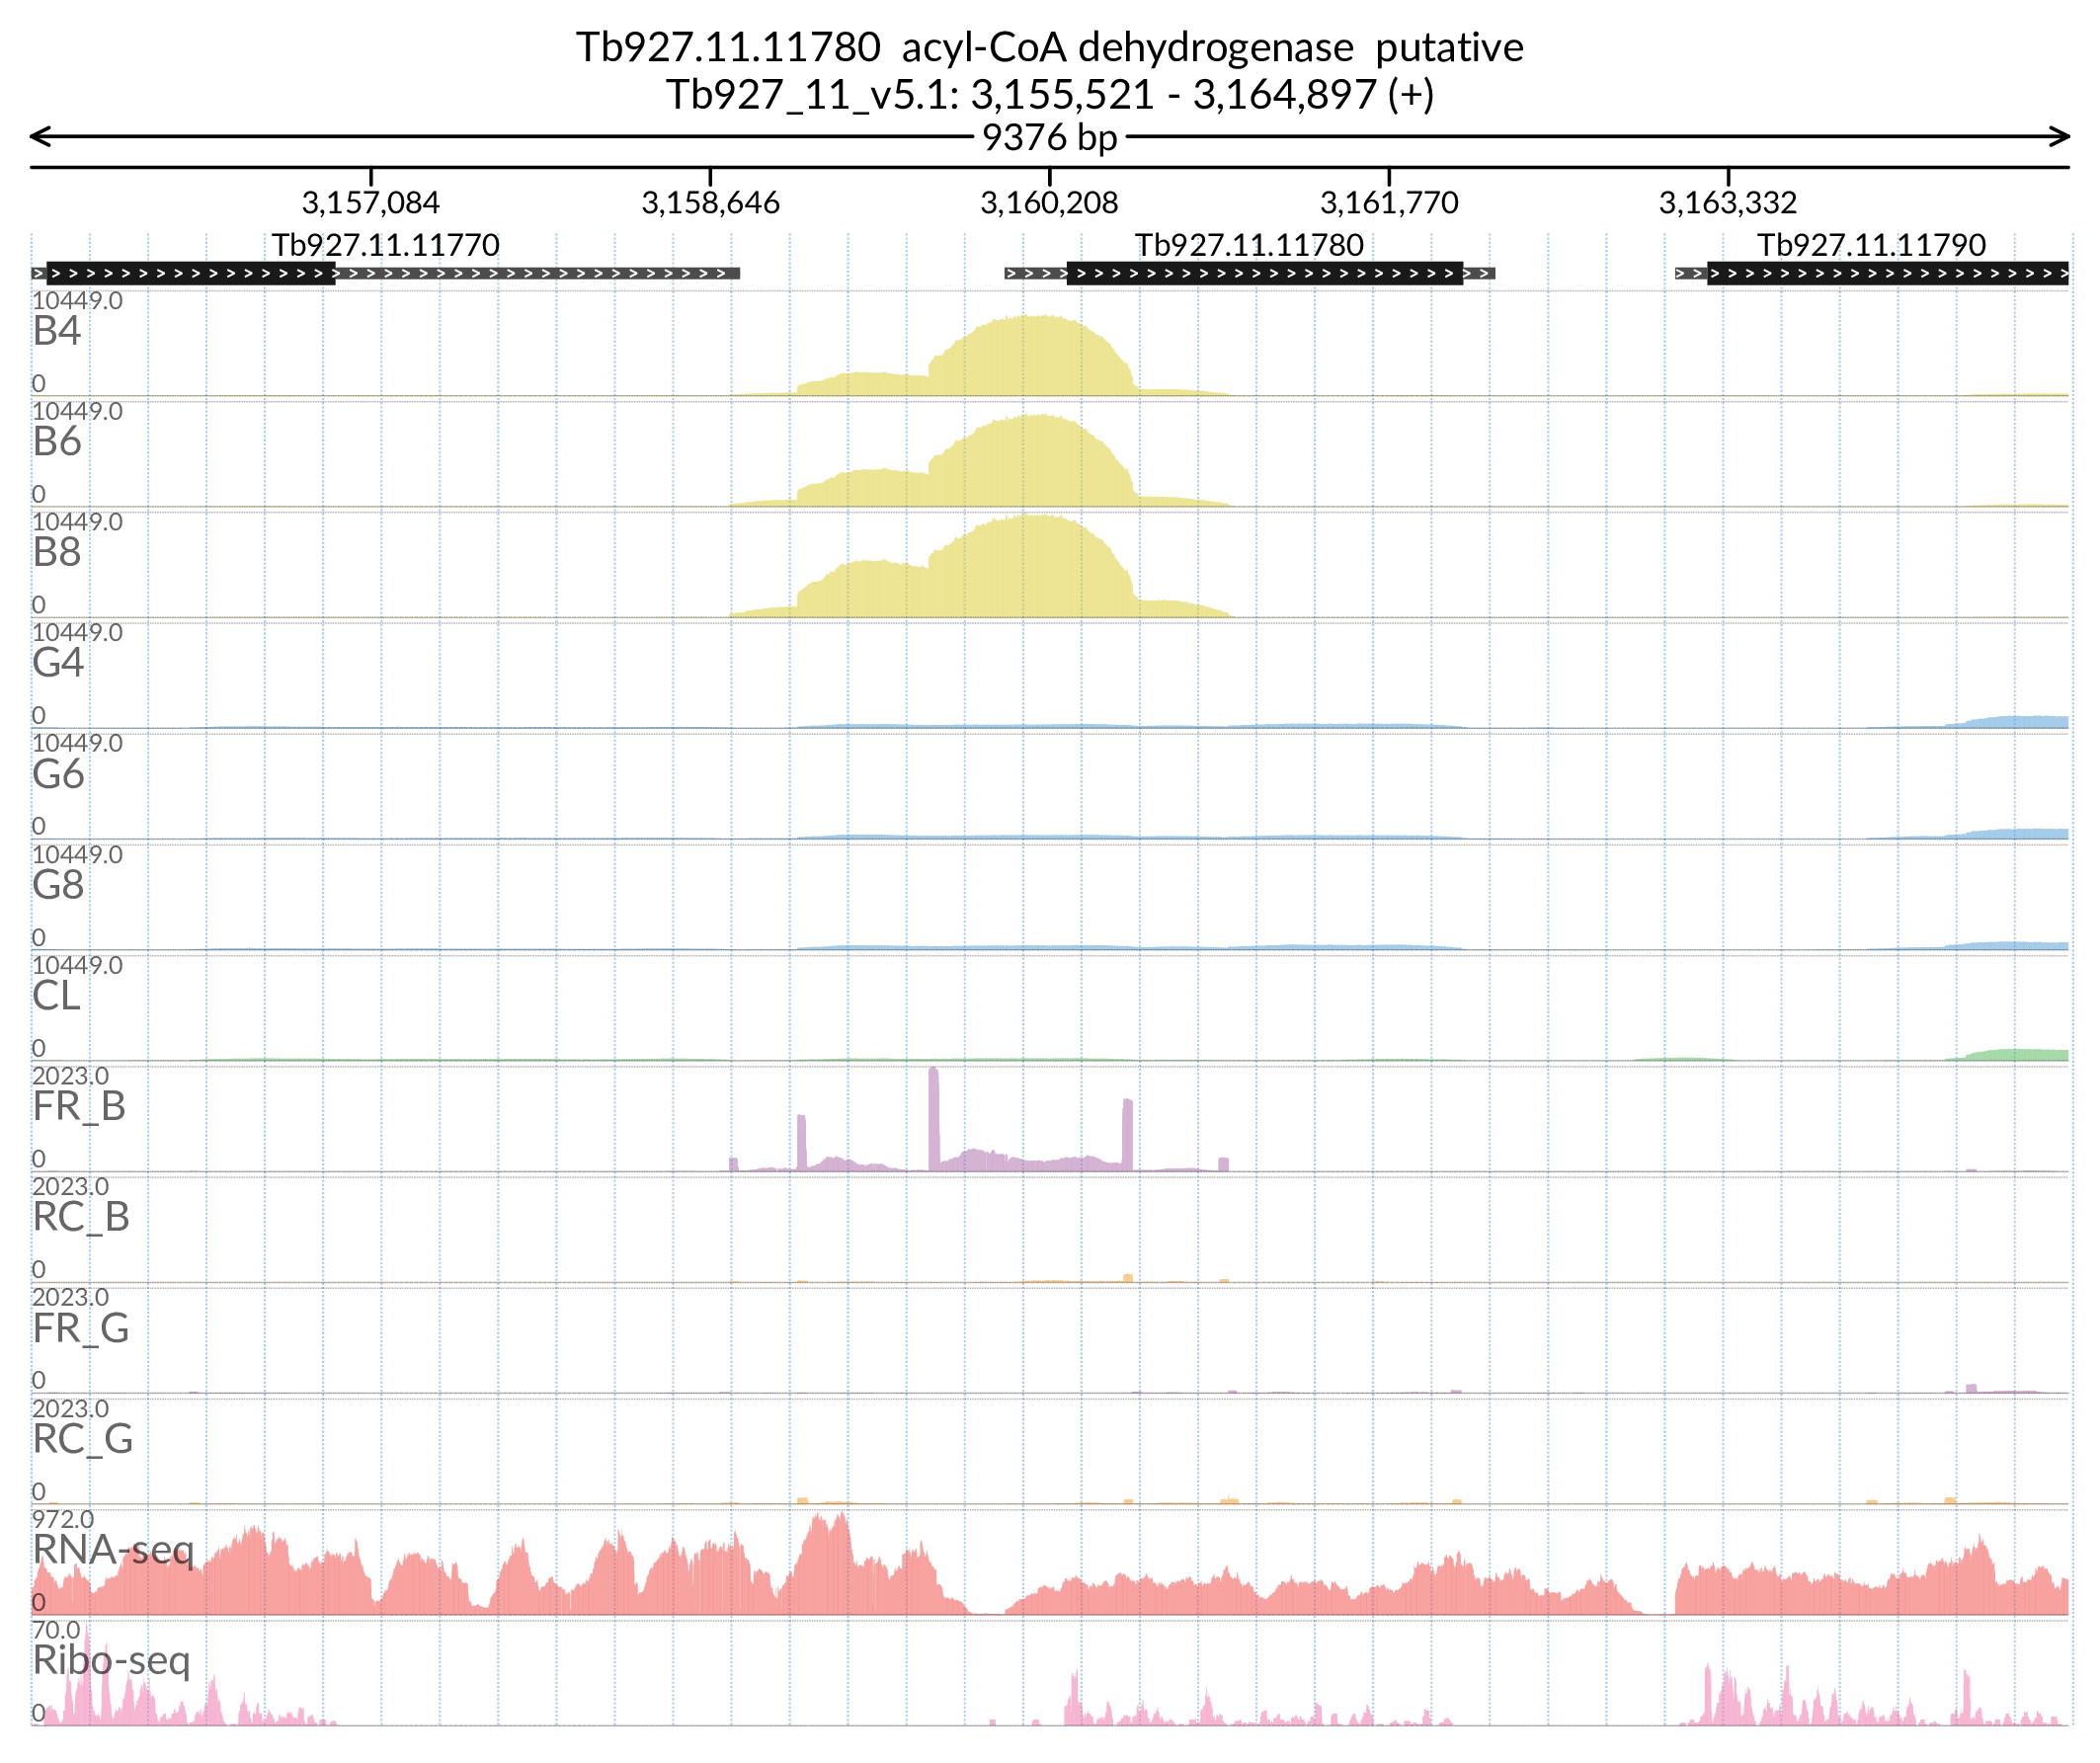 Tb927.11.11780 acyl-CoA dehydrogenase putative
Tb927_11_v5.1: 3,155,521 - 3,164,897 (+)
9376 bp
3,157,084 3,158,646 3,160,208 3,161,770 3,163,332
Tb927.11.11770 Tb927.11.11780 Tb927.11.11790
10449.0
B4
0
10449.0
B6
0
10449.0
B8
0
10449.0
G4
0
10449.0
G6
0
10449.0
G8
0
10449.0
CL
0
2023.0
FR_B
0
2023.0
RC_B
0
2023.0
FR_G
0
2023.0
RC_G
0
972.0
RNA-seq
0
70.0
Ribo-seq
0